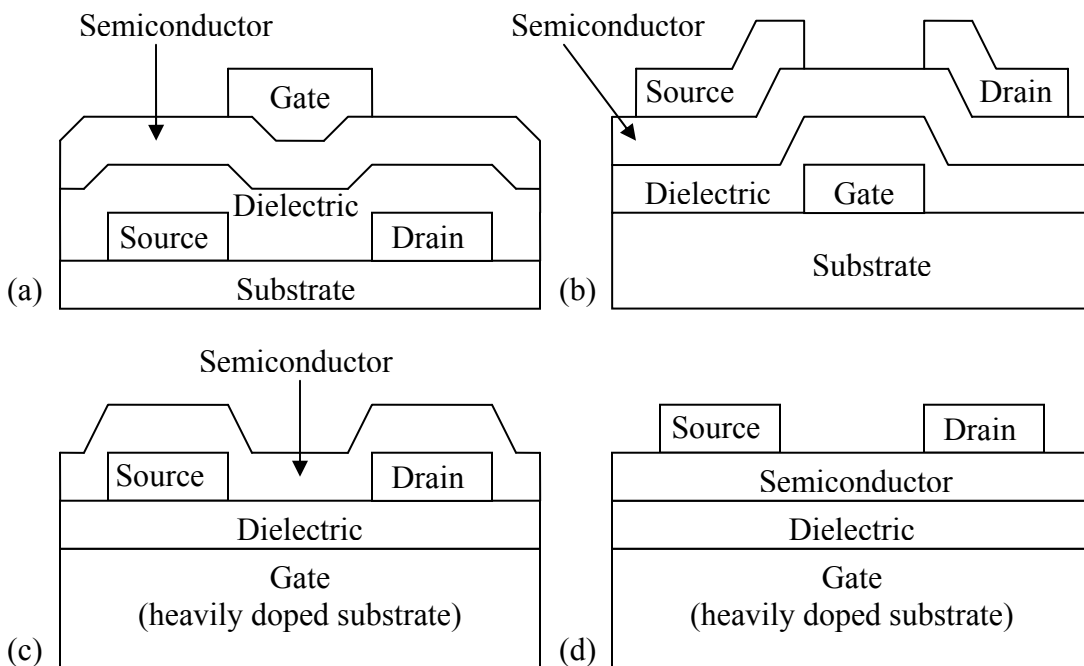 Semiconductor
Gate
Dielectric
Source
Drain
Substrate
(a)
Semiconductor
Source
Drain
Dielectric
Gate
Substrate
(b)
Semiconductor
Source
Drain
Dielectric
Gate
(heavily doped substrate)
(c)
Source
Drain
Semiconductor
Dielectric
Gate
(heavily doped substrate)
(d)